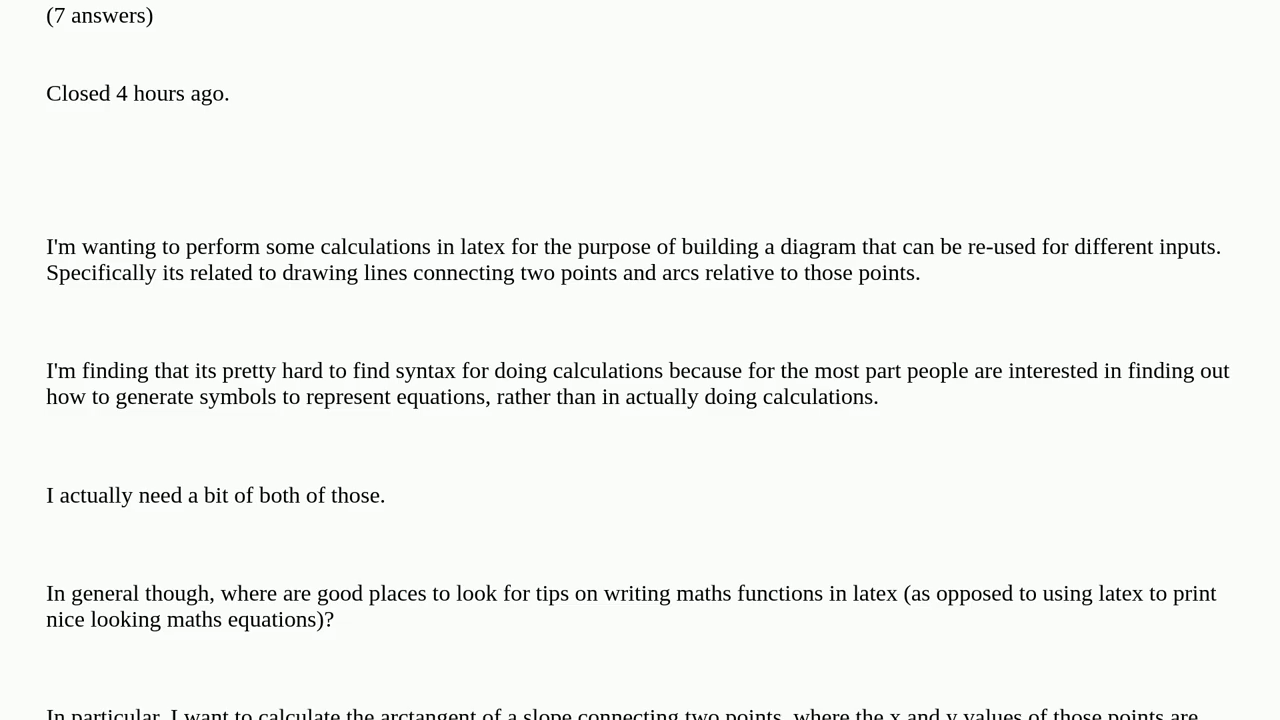 (7 answers)
Closed 4 hours ago.
I'm wanting to perform some calculations in latex for the purpose of building a diagram that can be re-used for different inputs.
Specifically its related to drawing lines connecting two points and arcs relative to those points.
I'm finding that its pretty hard to find syntax for doing calculations because for the most part people are interested in finding out
how to generate symbols to represent equations, rather than in actually doing calculations.
I actually need a bit of both of those.
In general though, where are good places to look for tips on writing maths functions in latex (as opposed to using latex to print
nice looking maths equations)?
In particular, I want to calculate the arctangent of a slope connecting two points, where the x and y values of those points are